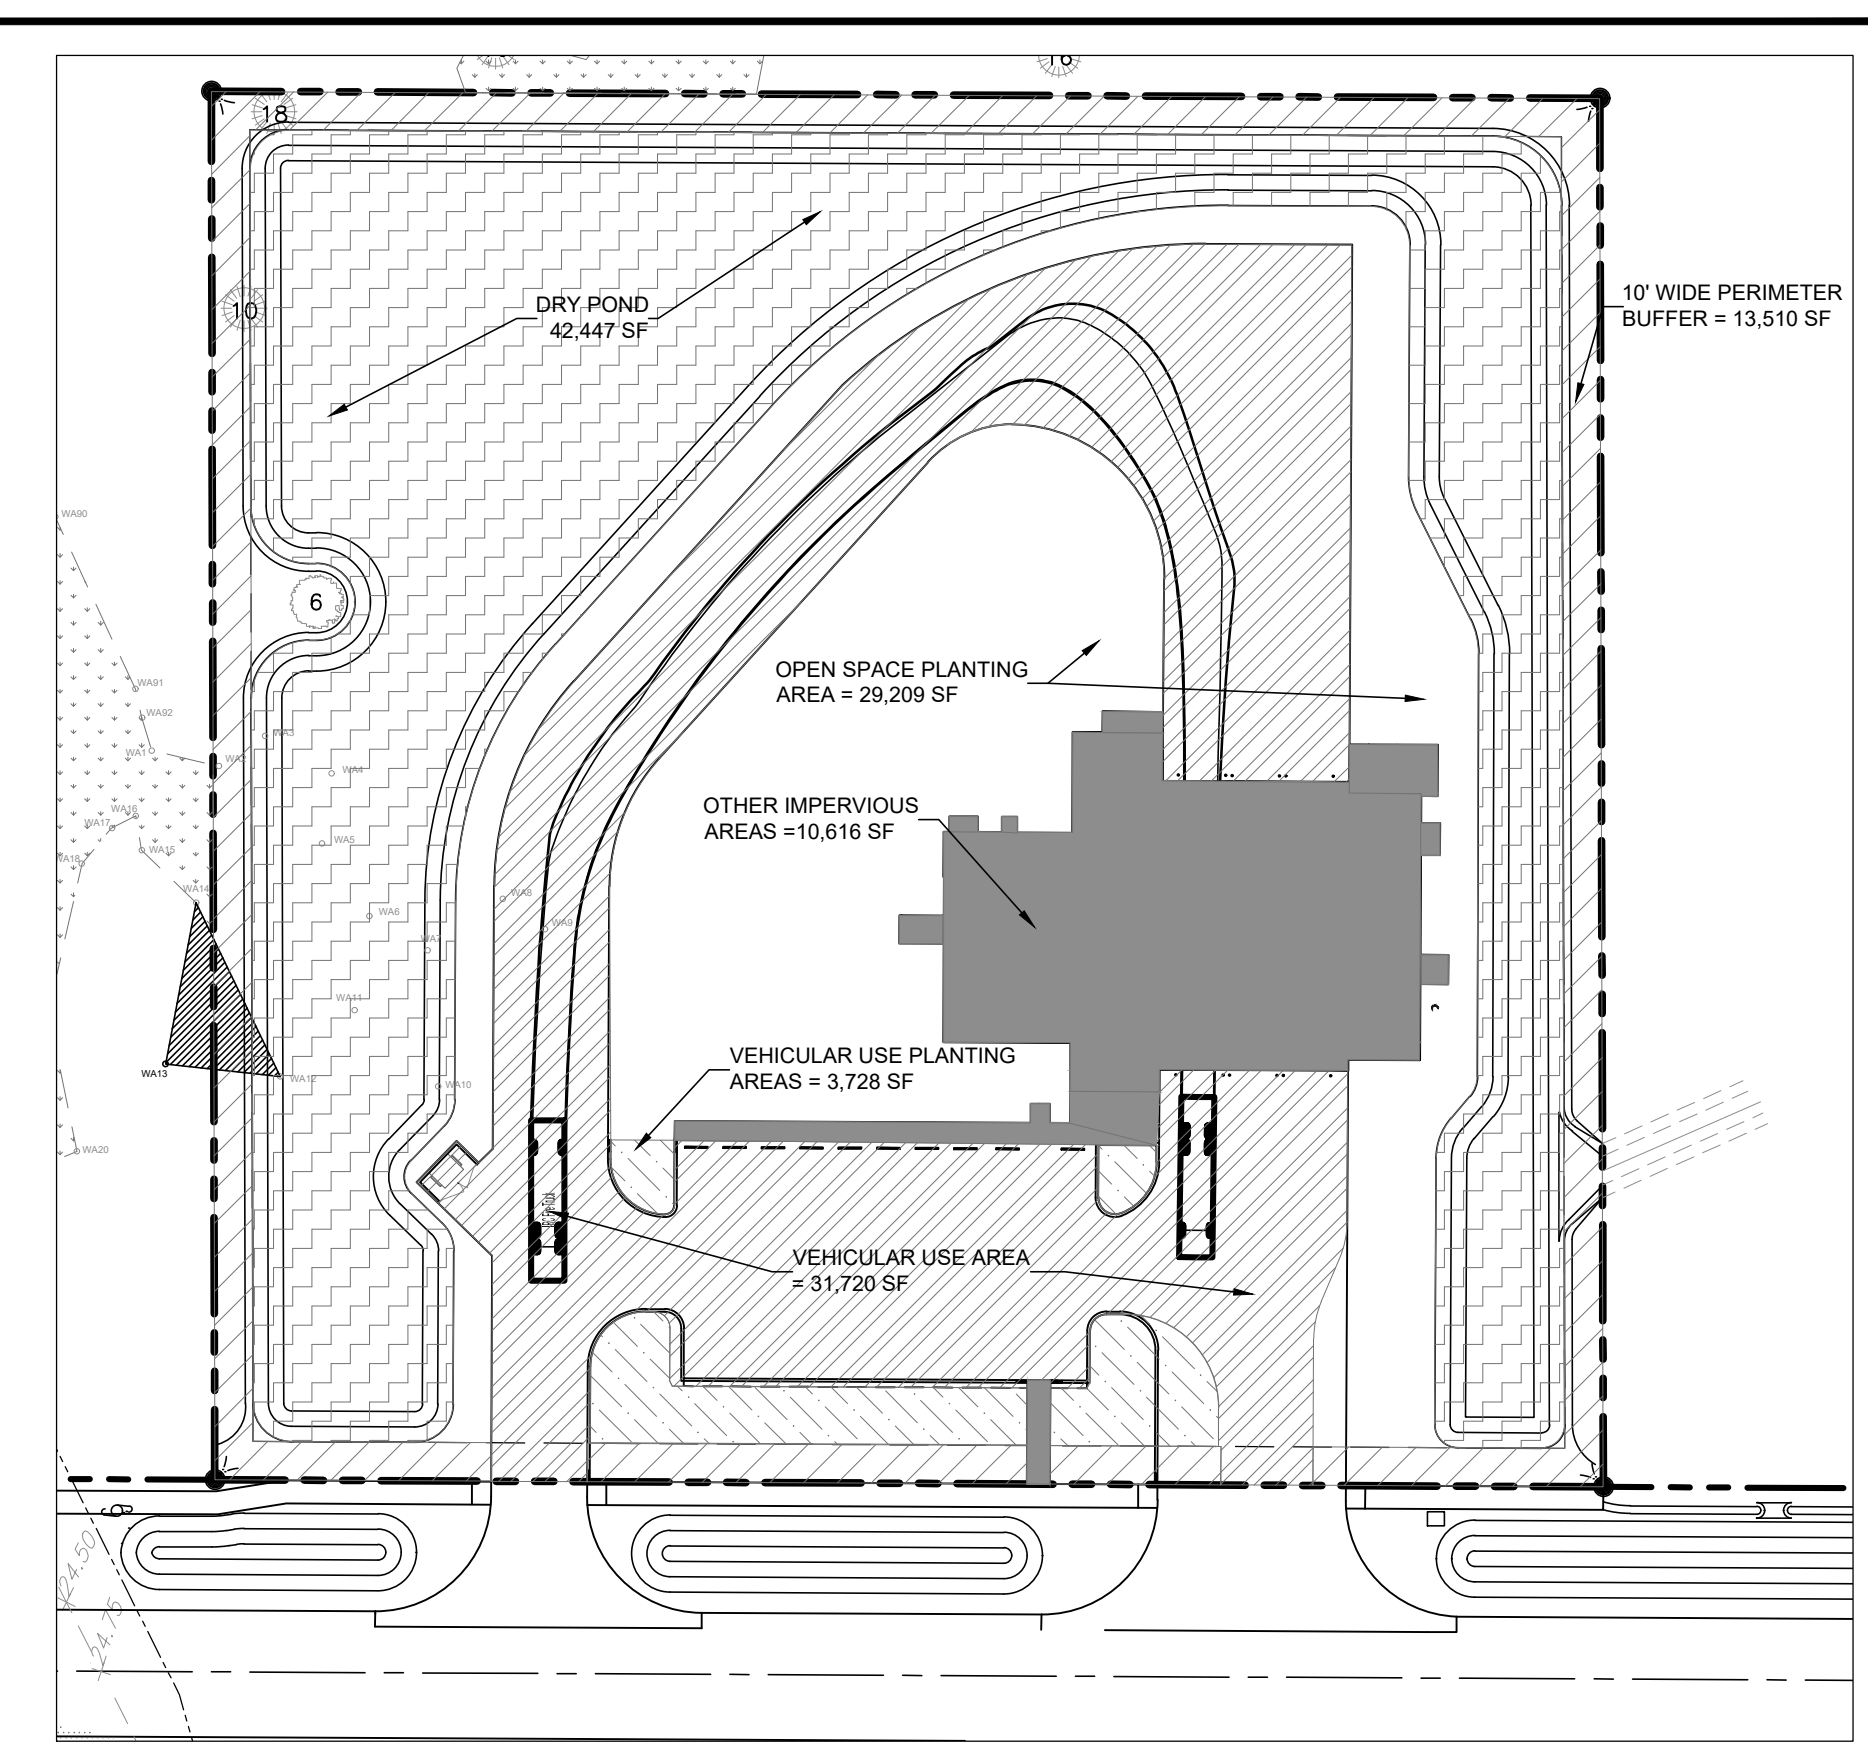 16
18
10
DRY POND
42,447 SF
10' WIDE PERIMETER
BUFFER = 13,510 SF
WA90
6
WA91
WA92
WA1
WA2
WA3
WA4
OPEN SPACE PLANTING
AREA = 29,209 SF
OTHER IMPERVIOUS
AREAS =10,616 SF
WA16
WA17
WA15
WA18
WA5
WA14
WA8
WA6
WA9
WA7
WA11
WA13
WA12
WA10
VEHICULAR USE PLANTING
AREAS = 3,728 SF
WA20
VEHICULAR USE AREA
= 31,720 SF
9
24.50
24.75